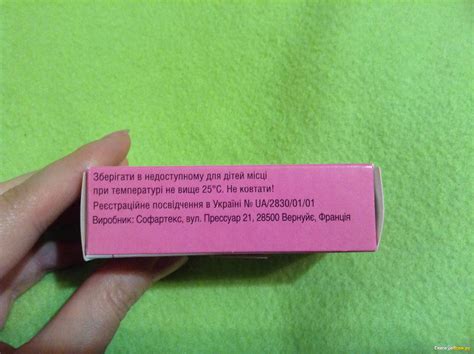 Зберігати в недоступному для дітей місці
при температурі не вище 25°С. Не ковтати!
Реєстраційне посвідчення в Україні № UA/2830/01/01
Виробник: Софартекс, вул. Прессуар 21, 28500 Вернуйє, Франція